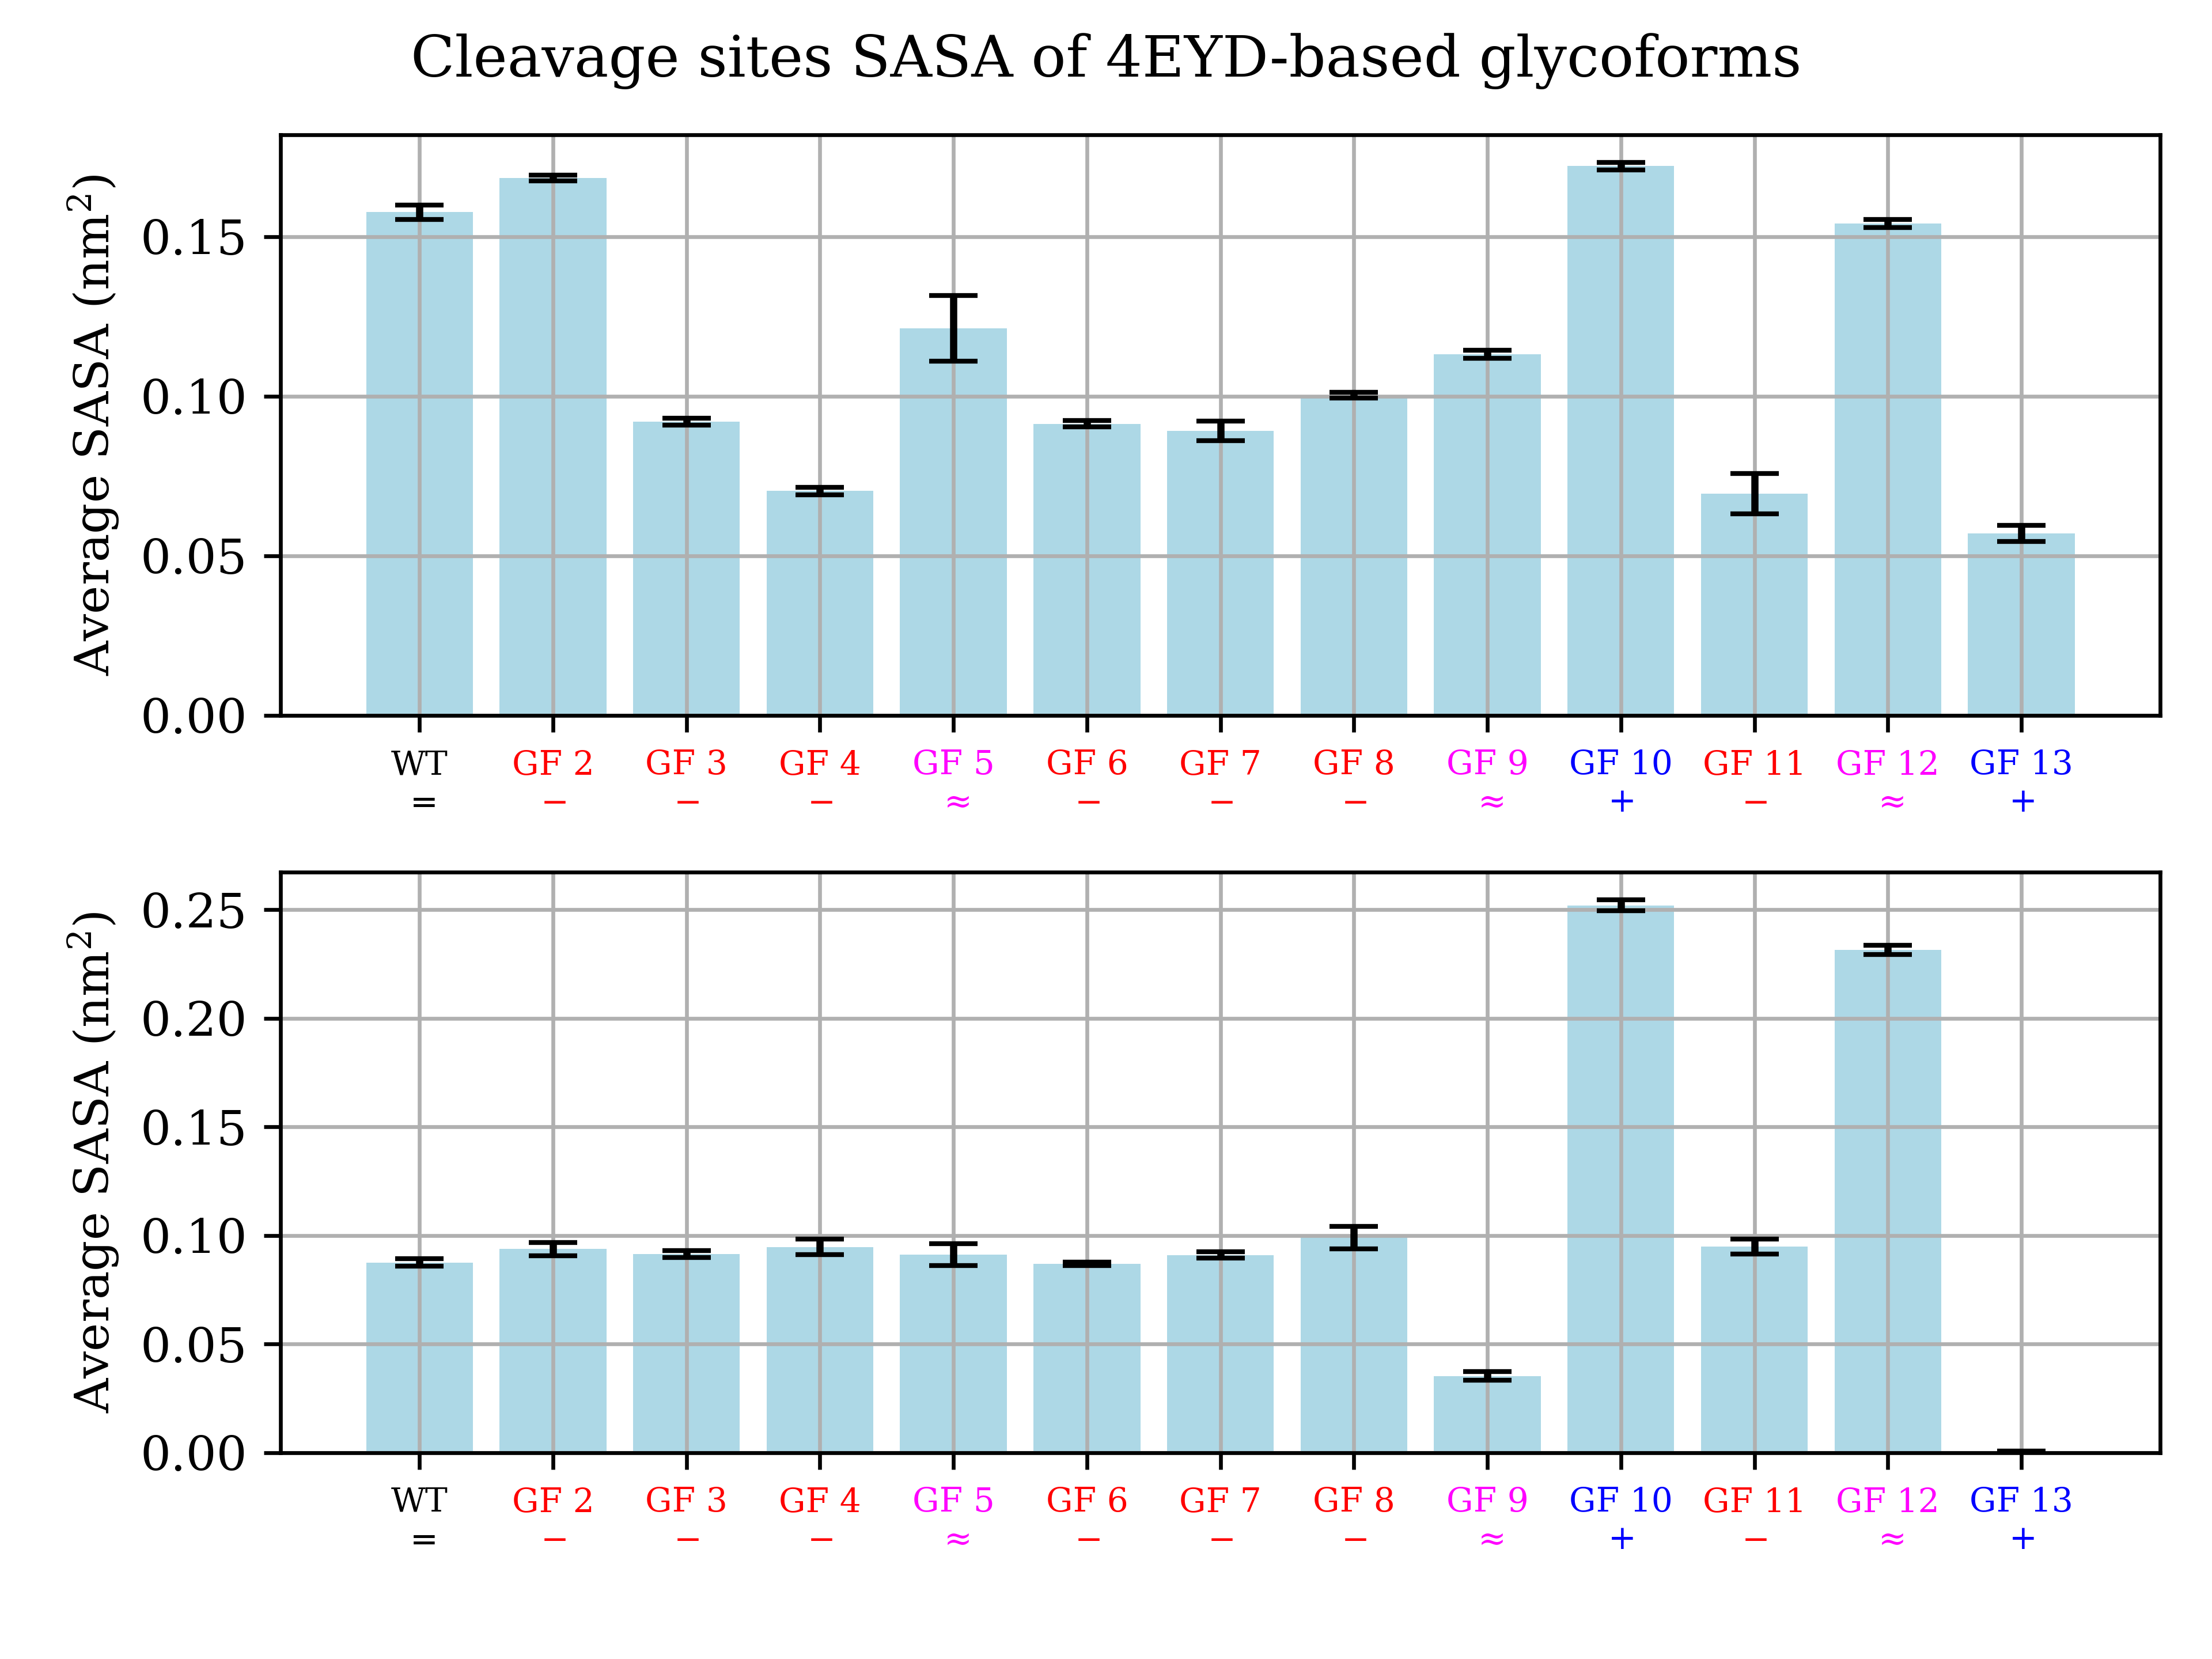 Cleavage sites SASA of 4EYD-based glycoforms
Average SASA (nm²)
0.15
0.10
0.05
0.00
WT GF 2 GF 3 GF 4 GF 5 GF 6 GF 7 GF 8 GF 9 GF 10 GF 11 GF 12 GF 13
= − − − ≈ − − − ≈ + − ≈ +
Average SASA (nm²)
0.25
0.20
0.15
0.10
0.05
0.00
WT GF 2 GF 3 GF 4 GF 5 GF 6 GF 7 GF 8 GF 9 GF 10 GF 11 GF 12 GF 13
= − − − ≈ − − − ≈ + − ≈ +